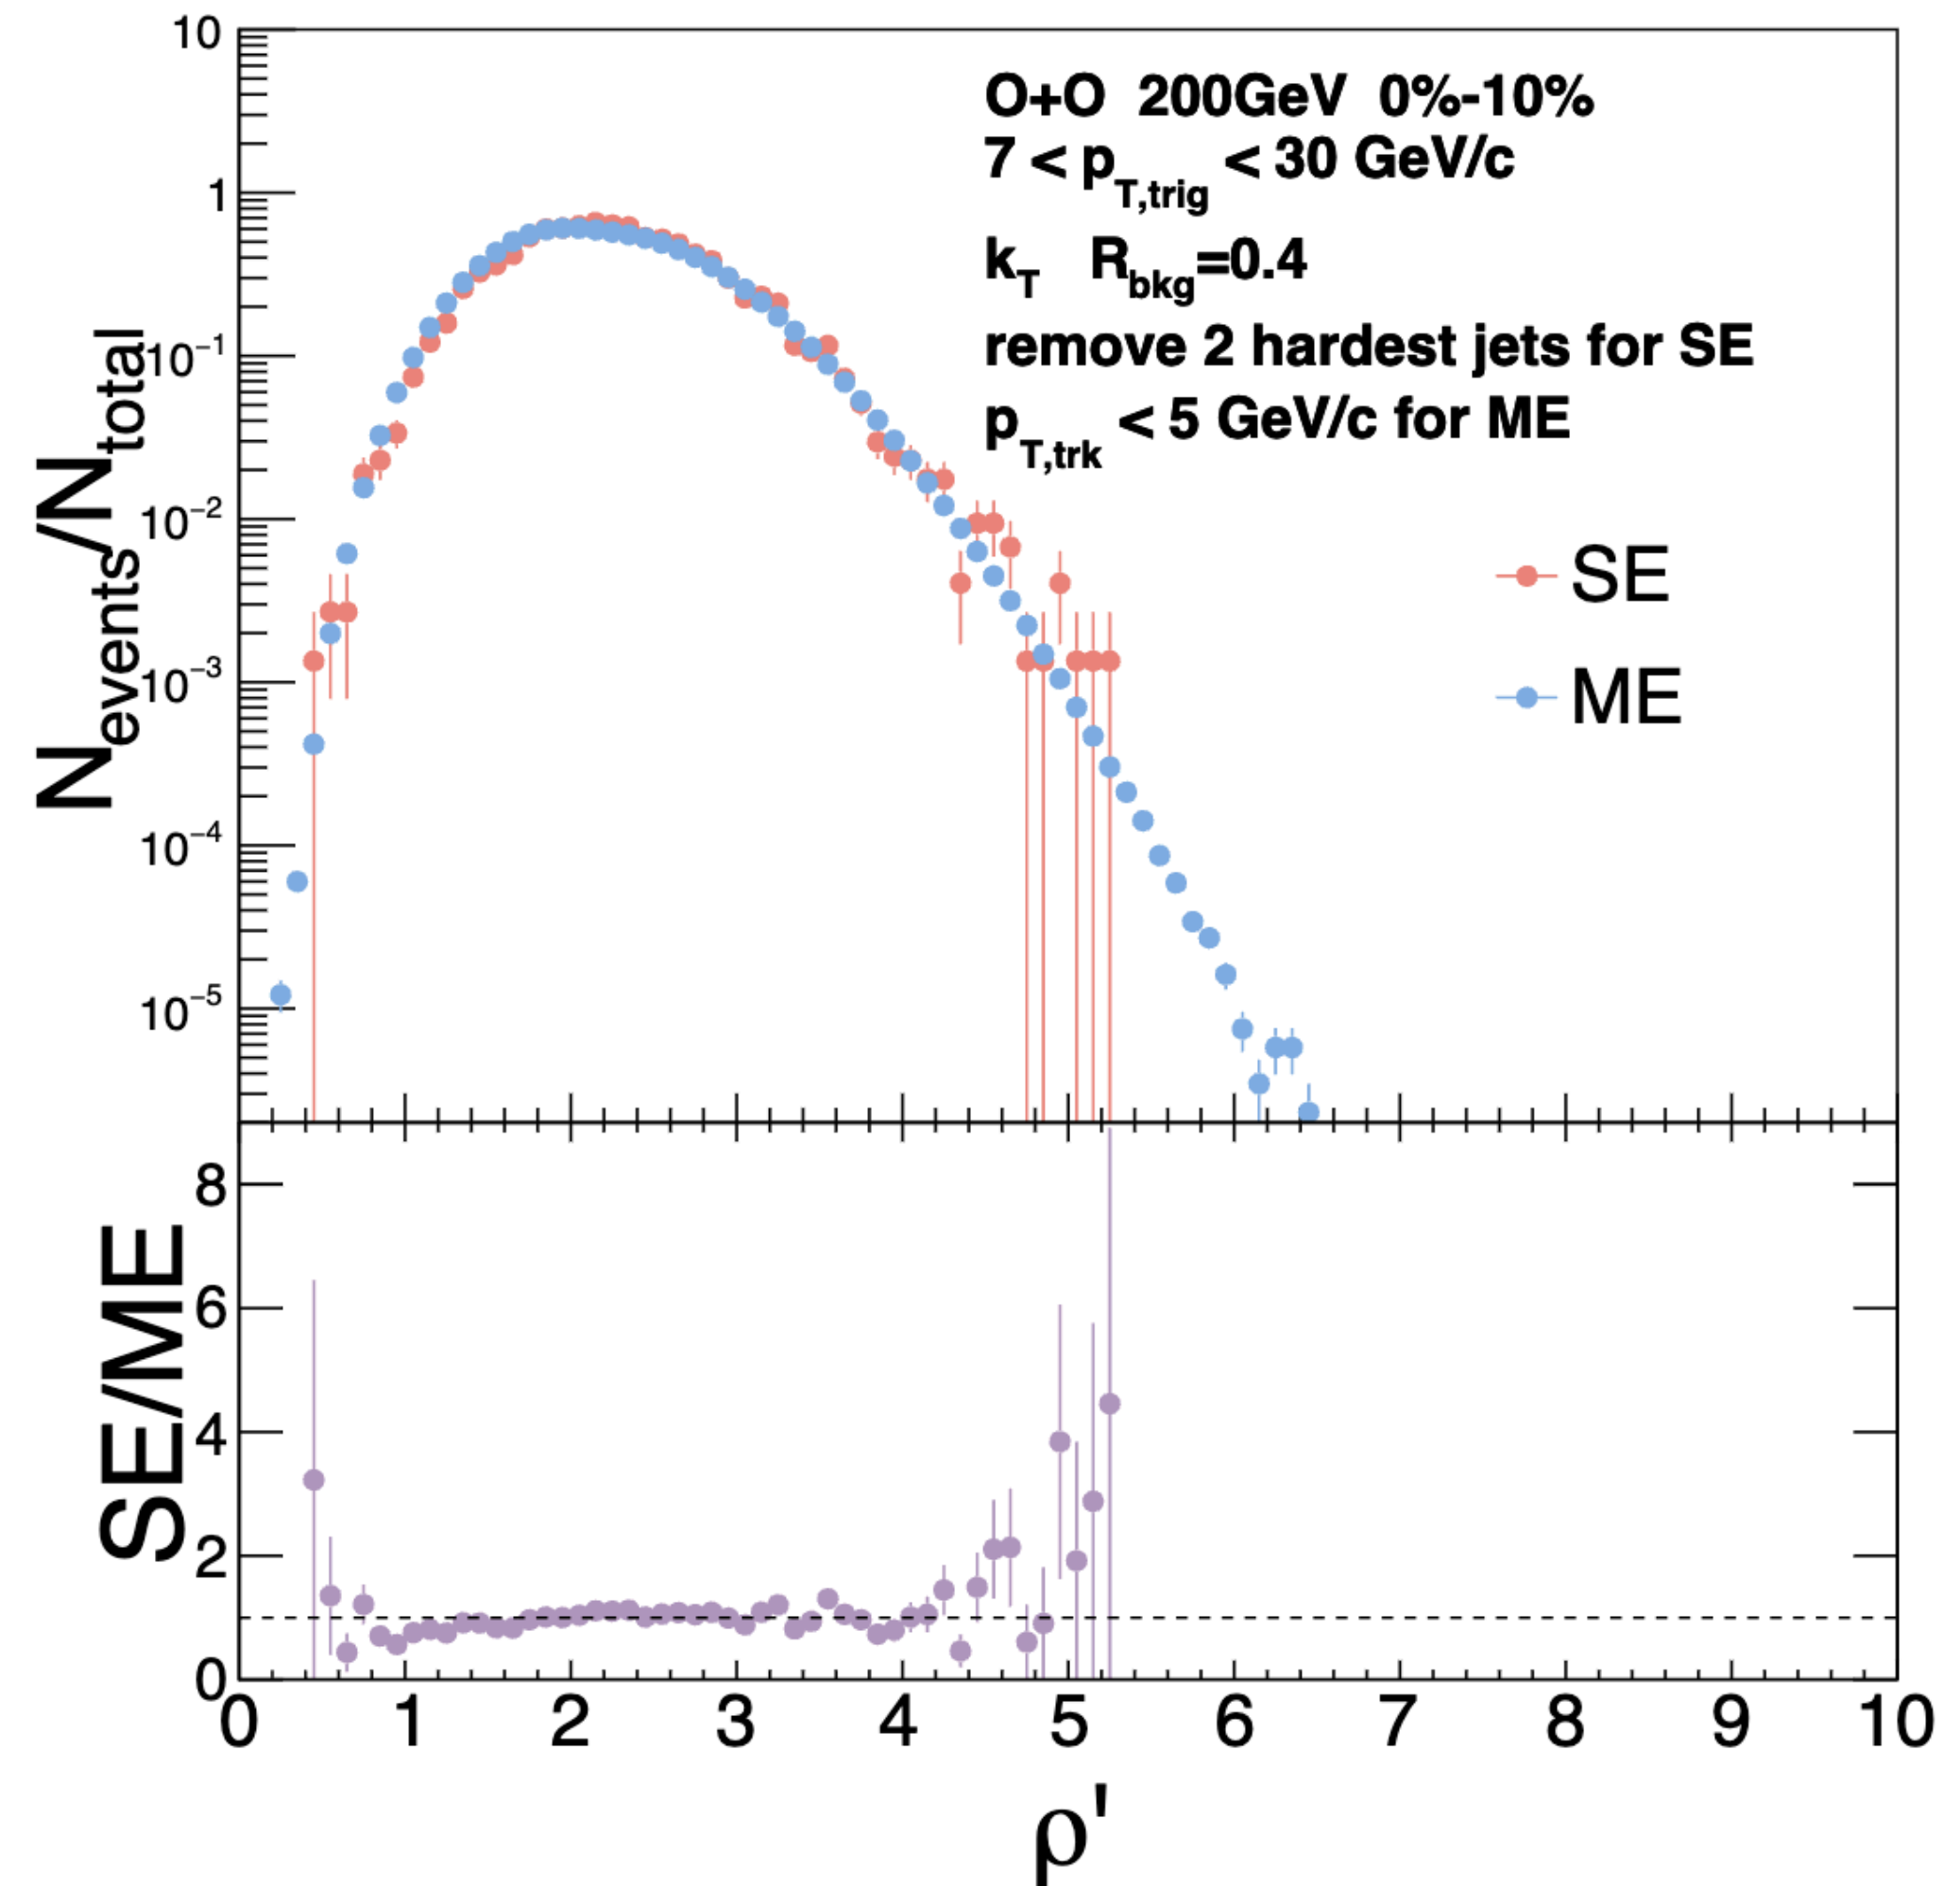 O+O 200GeV 0%-10%
7 < p_T,trig < 30 GeV/c
k_T R_bkg=0.4
remove 2 hardest jets for SE
p_T,trk < 5 GeV/c for ME
SE
ME
N_events/N_total
10
1
10⁻¹
10⁻²
10⁻³
10⁻⁴
10⁻⁵
SE/ME
8
6
4
2
0
0 1 2 3 4 5 6 7 8 9 10
ρ'